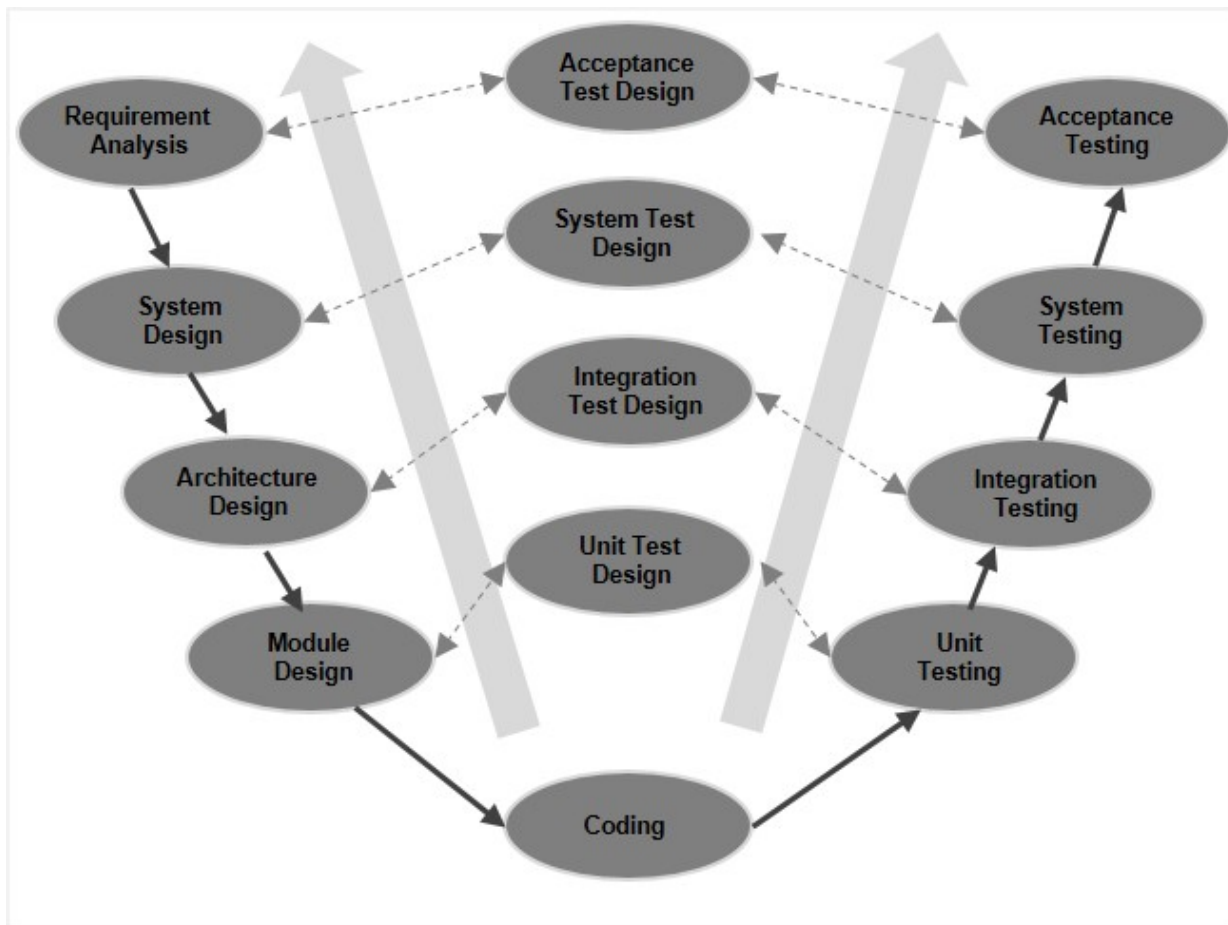 Acceptance
Test Design
Requirement
Analysis
Acceptance
Testing
System Test
Design
System
Design
System
Testing
Integration
Test Design
Architecture
Design
Integration
Testing
Unit Test
Design
Module
Design
Unit
Testing
Coding